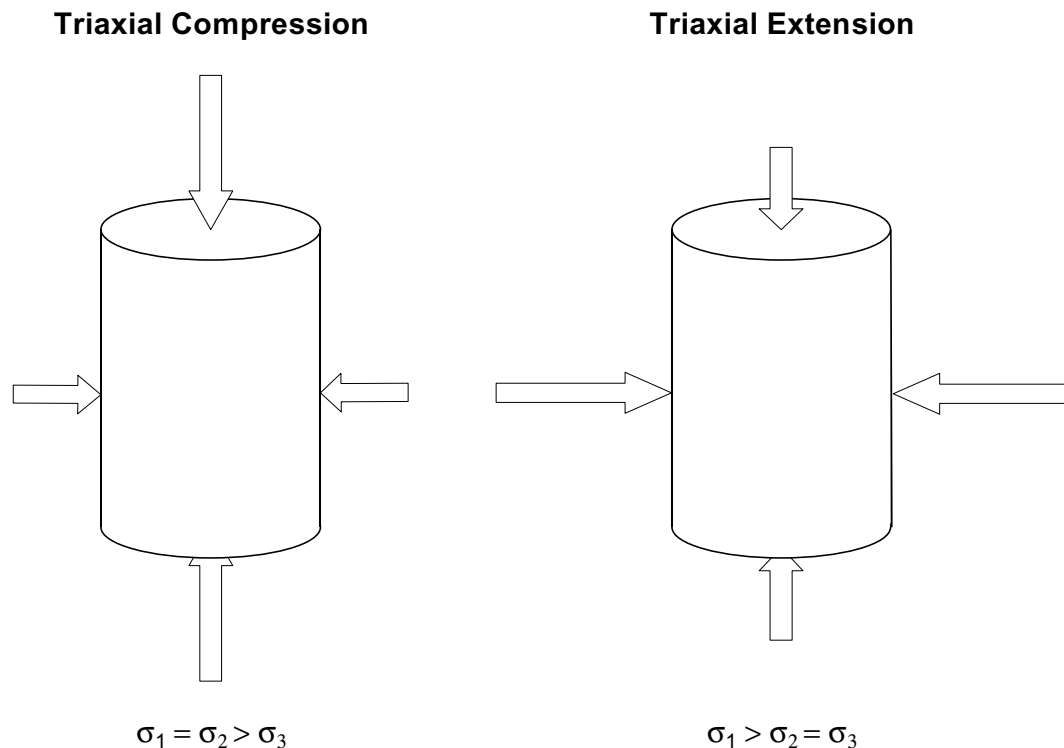 Triaxial Compression
Triaxial Extension
σ₁ = σ₂ > σ₃
σ₁ > σ₂ = σ₃